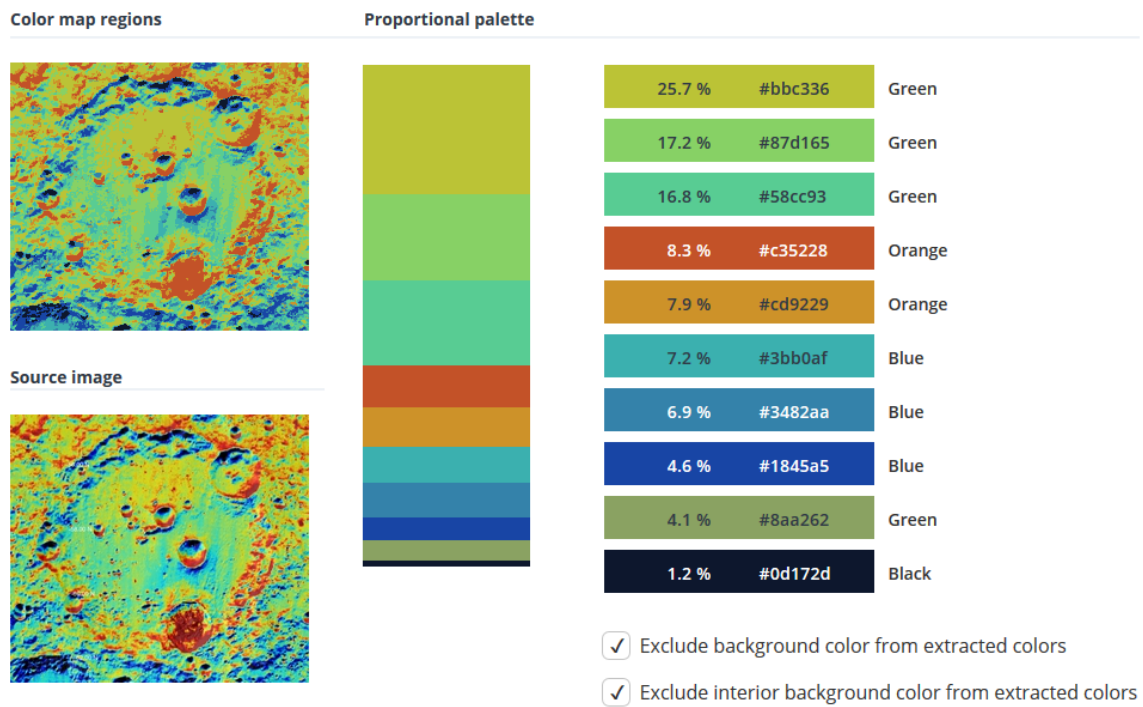 Color map regions
Proportional palette
25.7 % #bbc336 Green
17.2 % #87d165 Green
16.8 % #58cc93 Green
8.3 % #c35228 Orange
7.9 % #cd9229 Orange
7.2 % #3bb0af Blue
6.9 % #3482aa Blue
4.6 % #1845a5 Blue
4.1 % #8aa262 Green
1.2 % #0d172d Black
Source image
Exclude background color from extracted colors
Exclude interior background color from extracted colors